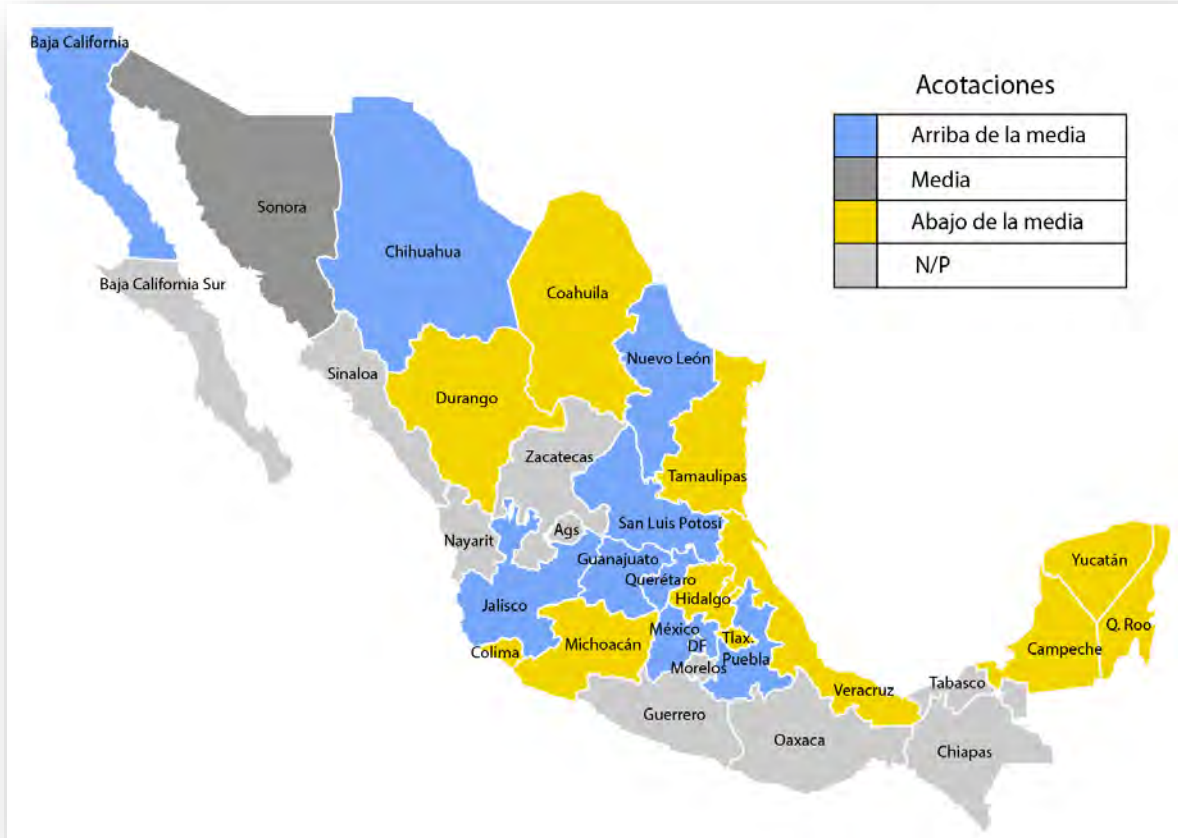 Baja California
Acotaciones
Arriba de la media
Media
Abajo de la media
N/P
Sonora
Chihuahua
Baja California Sur
Coahuila
Nuevo León
Sinaloa
Durango
Zacatecas
Tamaulipas
San Luis Potosí
Ags
Nayarit
Guanajuato
Querétaro
Hidalgo
Jalisco
México
DF
Tlax.
Michoacán
Colima
Morelos
Puebla
Yucatán
Q. Roo
Campeche
Tabasco
Veracruz
Guerrero
Oaxaca
Chiapas